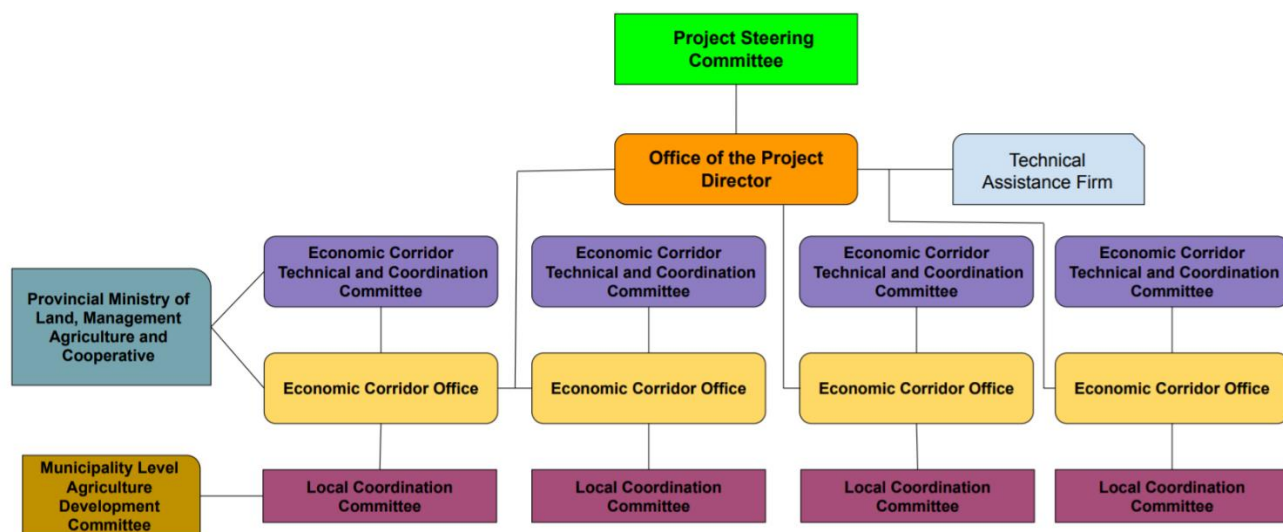 Project Steering
Committee
Office of the Project
Director
Technical
Assistance Firm
Economic Corridor
Technical and Coordination
Committee
Economic Corridor
Technical and Coordination
Committee
Economic Corridor
Technical and Coordination
Committee
Economic Corridor
Technical and Coordination
Committee
Provincial Ministry of
Land, Management
Agriculture and
Cooperative
Economic Corridor Office
Economic Corridor Office
Economic Corridor Office
Economic Corridor Office
Municipality Level
Agriculture
Development
Committee
Local Coordination
Committee
Local Coordination
Committee
Local Coordination
Committee
Local Coordination
Committee